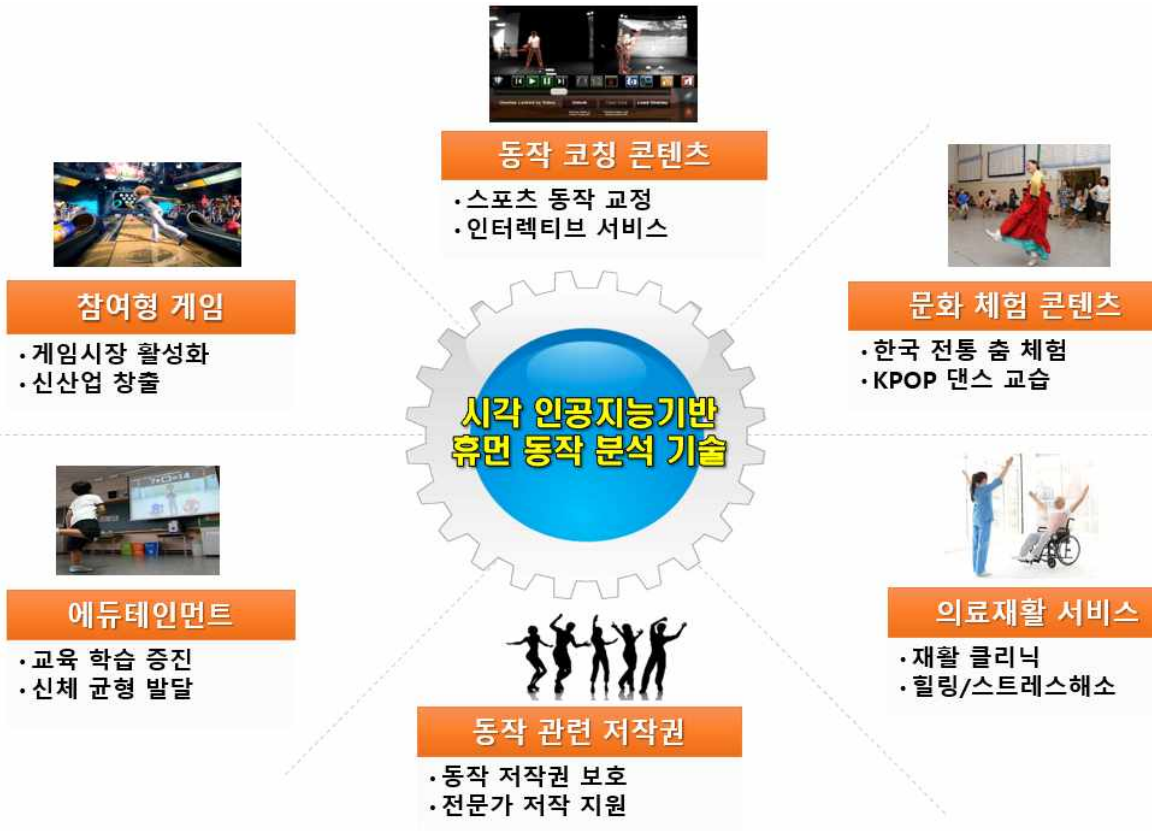 동작 코칭 콘텐츠
· 스포츠 동작 교정
· 인터렉티브 서비스
참여형 게임
· 게임시장 활성화
· 신산업 창출
문화 체험 콘텐츠
· 한국 전통 춤 체험
· KPOP 댄스 교습
시각 인공지능기반
휴먼 동작 분석 기술
에듀테인먼트
· 교육 학습 증진
· 신체 균형 발달
의료재활 서비스
· 재활 클리닉
· 힐링/스트레스해소
동작 관련 저작권
· 동작 저작권 보호
· 전문가 저작 지원